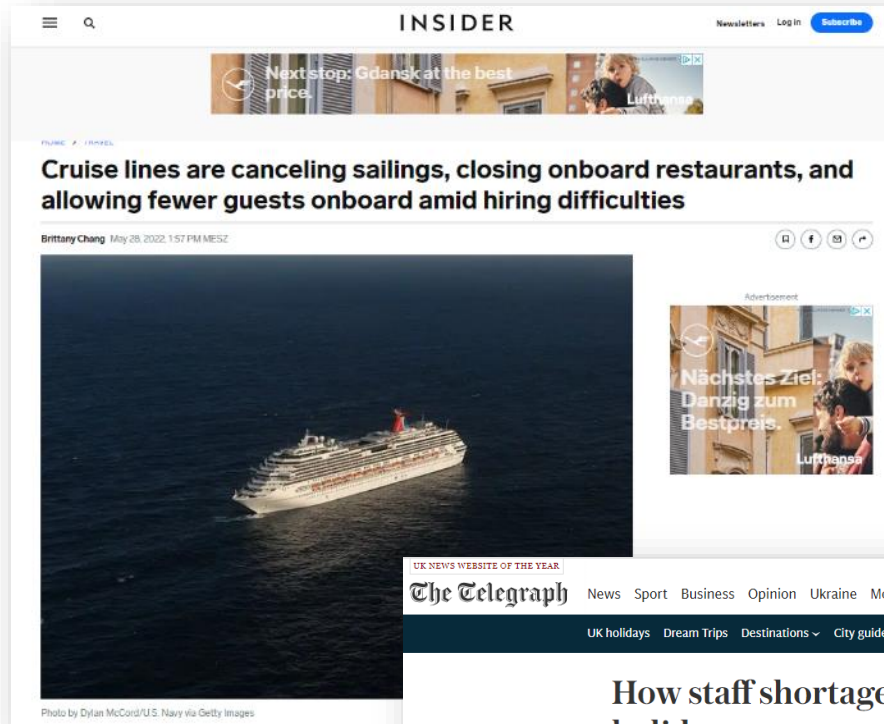 INSIDER
Newsletters Log in Subscribe
Next stop: Gdansk at the best
price.
Lufthansa
HOME > TRAVEL
Cruise lines are canceling sailings, closing onboard restaurants, and
allowing fewer guests onboard amid hiring difficulties
Brittany Chang May 28, 2022, 1:57 PM MESZ
Advertisement
Nächstes Ziel:
Danzig zum
Bestpreis.
Lufthansa
Photo by Dylan McCord/U.S. Navy via Getty Images
UK NEWS WEBSITE OF THE YEAR
The Telegraph News Sport Business Opinion Ukraine
UK holidays Dream Trips Destinations City guide
How staff shortage